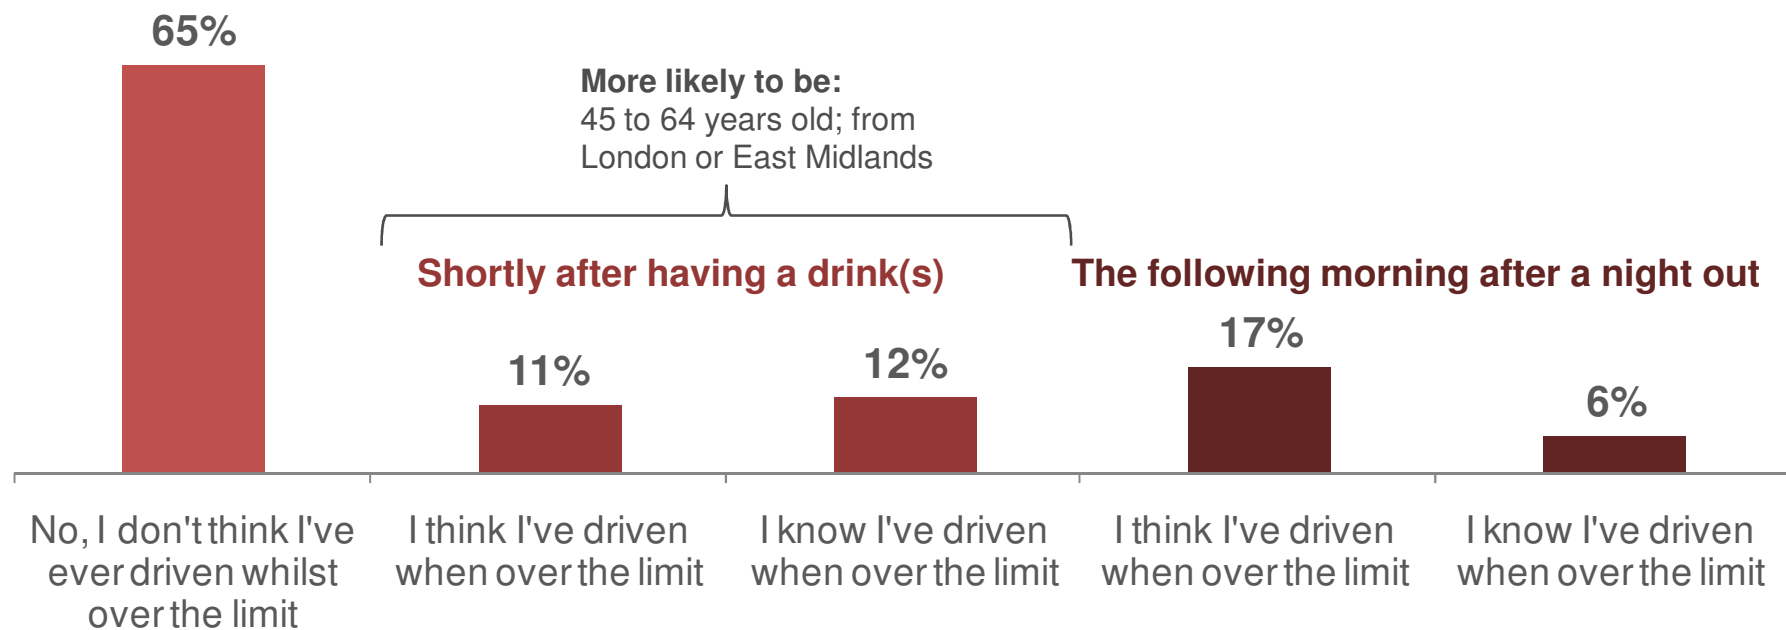 65%
More likely to be:
45 to 64 years old; from
London or East Midlands
Shortly after having a drink(s)
The following morning after a night out
11%
12%
17%
6%
No, I don't think I've
ever driven whilst
over the limit
I think I've driven
when over the limit
I know I've driven
when over the limit
I think I've driven
when over the limit
I know I've driven
when over the limit